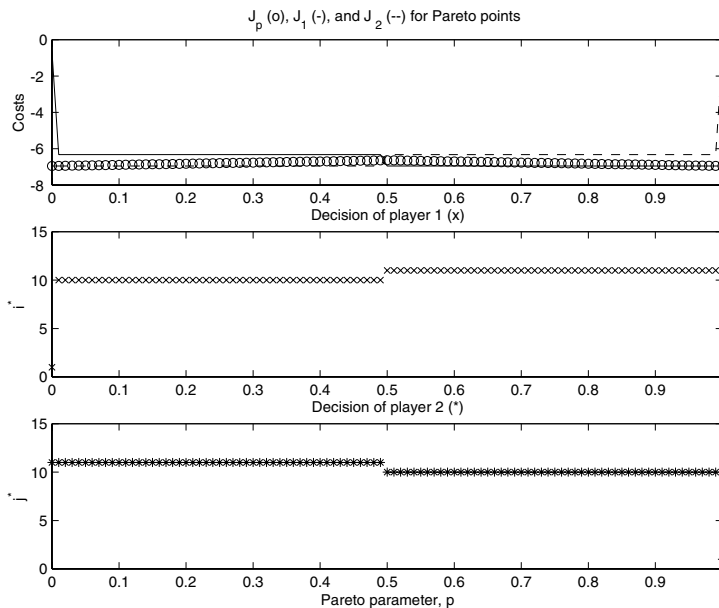 J_p (o), J_1 (-), and J_2 (--) for Pareto points
0
-2
-4
-6
-8
Costs
0 0.1 0.2 0.3 0.4 0.5 0.6 0.7 0.8 0.9
Decision of player 1 (x)
15
10
5
0
i*
0 0.1 0.2 0.3 0.4 0.5 0.6 0.7 0.8 0.9
Decision of player 2 (*)
15
10
5
0
j*
0 0.1 0.2 0.3 0.4 0.5 0.6 0.7 0.8 0.9
Pareto parameter, p